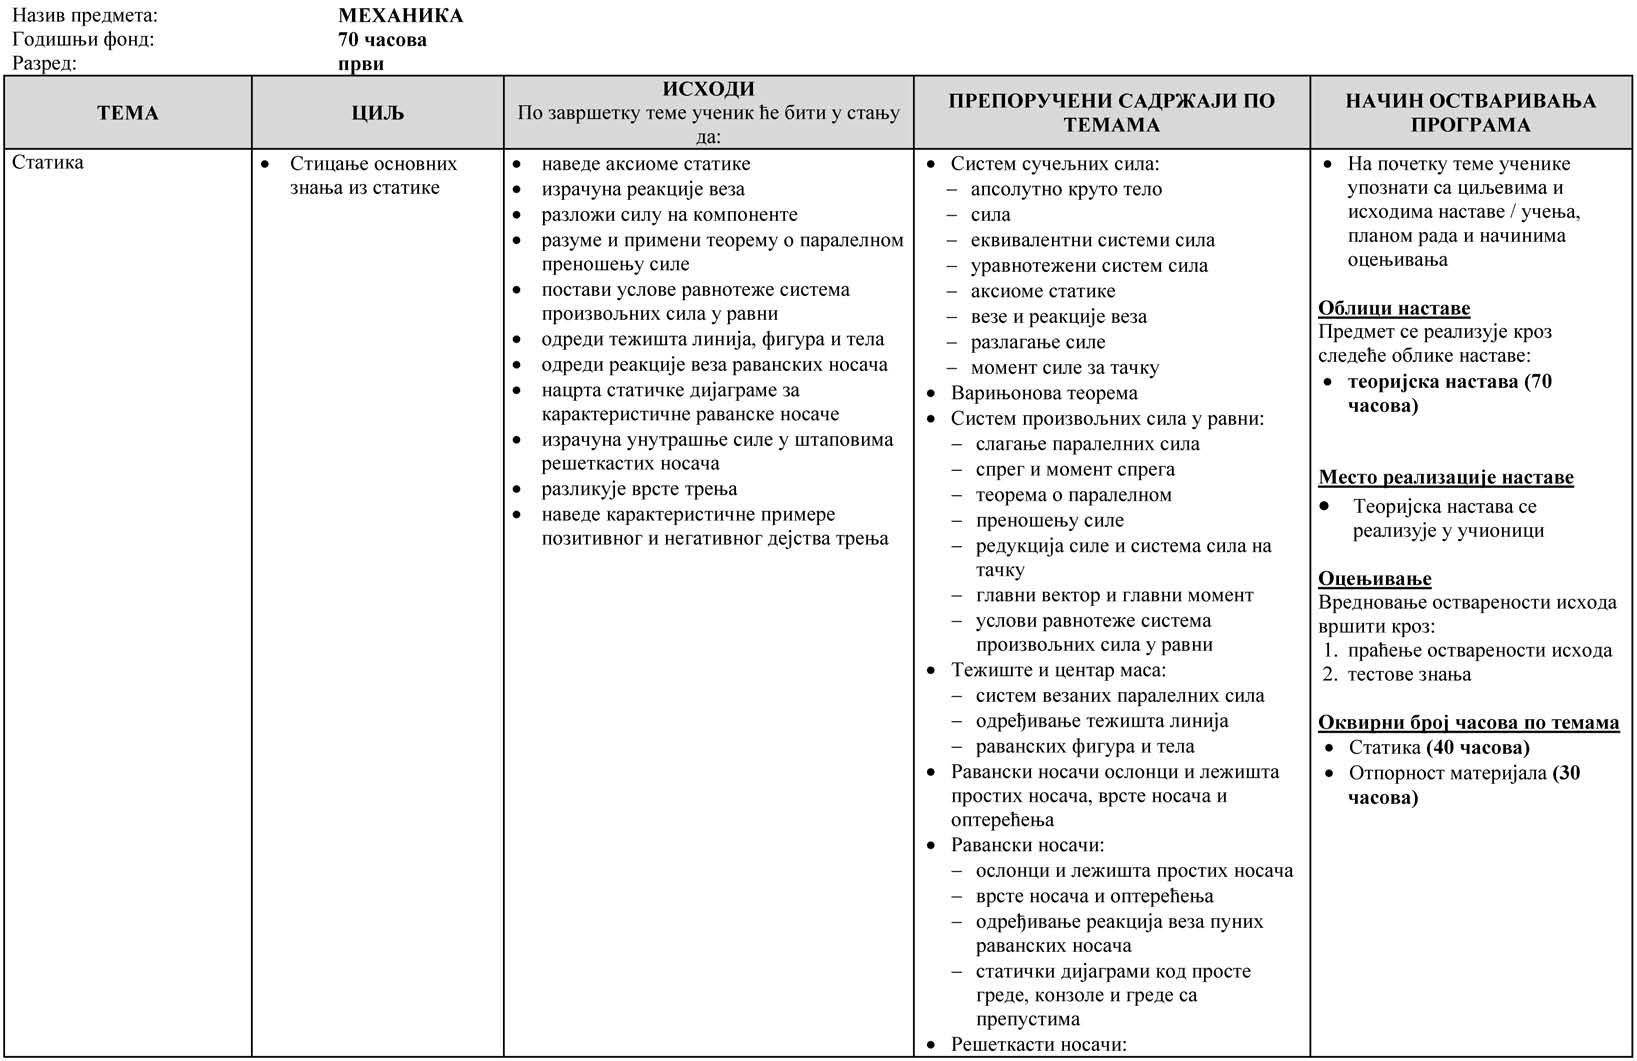 Назив предмета: МЕХАНИКА
Годишњи фонд: 70 часова
Разред: први
ТЕМА
ЦИЉ
ИСХОДИ
По завршетку теме ученик ће бити у стању
да:
ПРЕПОРУЧЕНИ САДРЖАЈИ ПО
ТЕМАМА
НАЧИН ОСТВАРИВАЊА
ПРОГРАМА
Статика
• Стицање основних
знања из статике
• наведе аксиоме статике
• израчуна реакције веза
• разложи силу на компоненте
• разуме и примени теорему о паралелном
преношењу силе
• постави услове равнотеже система
произвољних сила у равни
• одреди тежишта линија, фигура и тела
• одреди реакције веза раванских носача
• нацрта статичке дијаграме за
карактеристичне раванске носаче
• израчуна унутрашње силе у штаповима
решеткастих носача
• разликује врсте трења
• наведе карактеристичне примере
позитивног и негативног дејства трења
• Систем сучељних сила:
– апсолутно круто тело
– сила
– еквивалентни системи сила
– уравнотежени систем сила
– аксиоме статике
– везе и реакције веза
– разлагање силе
– момент силе за тачку
• Варињонова теорема
• Систем произвољних сила у равни:
– слагање паралелних сила
– спрег и момент спрега
– теорема о паралелном
– преношењу силе
– редукција силе и система сила на
тачку
– главни вектор и главни момент
– услови равнотеже система
произвољних сила у равни
• Тежиште и центар маса:
– систем везаних паралелних сила
– одређивање тежишта линија
– раванских фигура и тела
• Равански носачи ослонци и лежишта
простих носача, врсте носача и
оптерећења
• Равански носачи:
– ослонци и лежишта простих носача
– врсте носача и оптерећења
– одређивање реакција веза пуних
раванских носача
– статички дијаграми код просте
греде, конзоле и греде са
препустима
• Решеткасти носачи:
• На почетку теме ученике
упознати са циљевима и
исходима наставе / учења,
планом рада и начинима
оцењивања
Облици наставе
Предмет се реализује кроз
следеће облике наставе:
• теоријска настава (70
часова)
Место реализације наставе
• Теоријска настава се
реализује у учионици
Оцењивање
Вредновање остварености исхода
вршити кроз:
1. праћење остварености исхода
2. тестове знања
Оквирни број часова по темама
• Статика (40 часова)
• Отпорност материјала (30
часова)